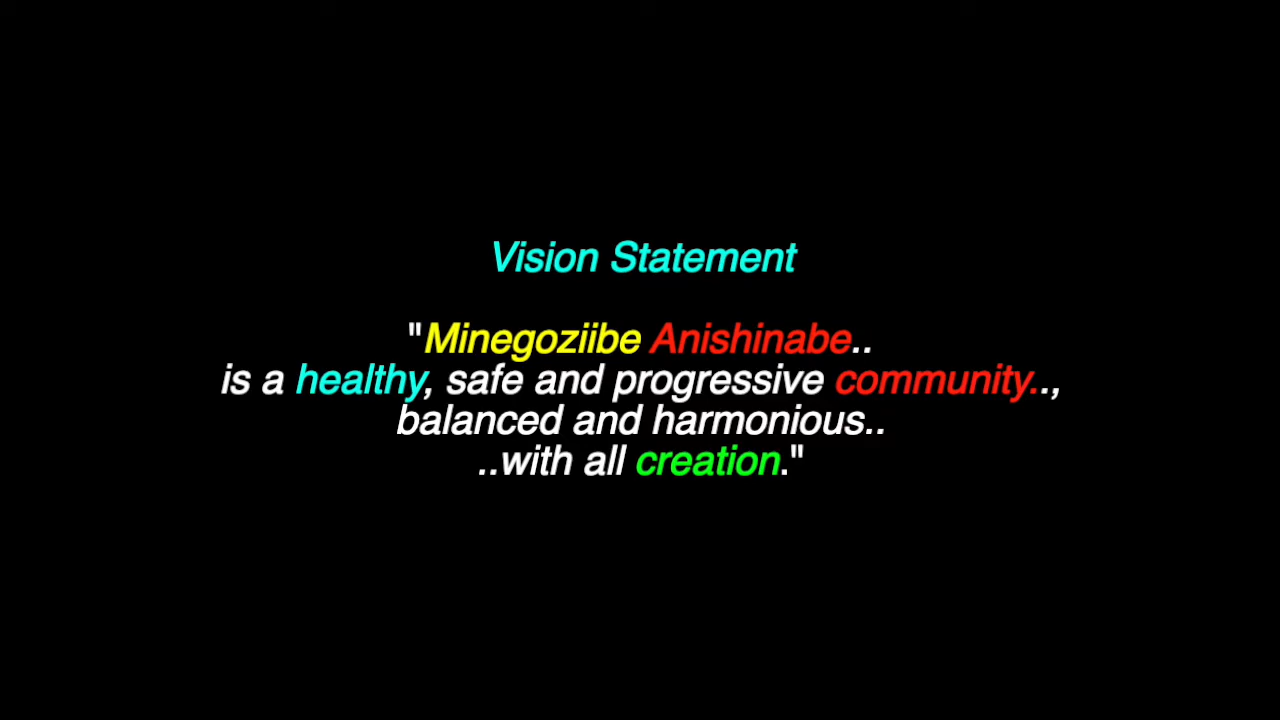 Vision Statement
"Minegoziibe Anishinabe..
is a healthy, safe and progressive community..,
balanced and harmonious..
..with all creation."